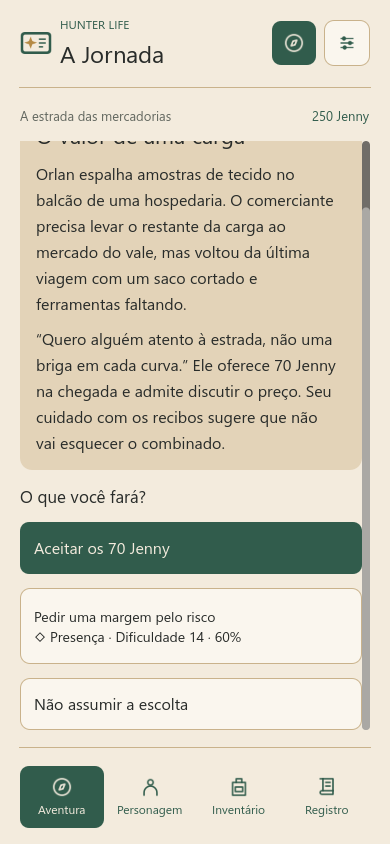 HUNTER LIFE
A Jornada
A estrada das mercadorias
250 Jenny
O valor de uma carga
Orlan espalha amostras de tecido no
balcão de uma hospedaria. O comerciante
precisa levar o restante da carga ao
mercado do vale, mas voltou da última
viagem com um saco cortado e
ferramentas faltando.
“Quero alguém atento à estrada, não uma
briga em cada curva.” Ele oferece 70 Jenny
na chegada e admite discutir o preço. Seu
cuidado com os recibos sugere que não
vai esquecer o combinado.
O que você fará?
Aceitar os 70 Jenny
Pedir uma margem pelo risco
◇ Presença · Dificuldade 14 · 60%
Não assumir a escolta
Aventura
Personagem
Inventário
Registro